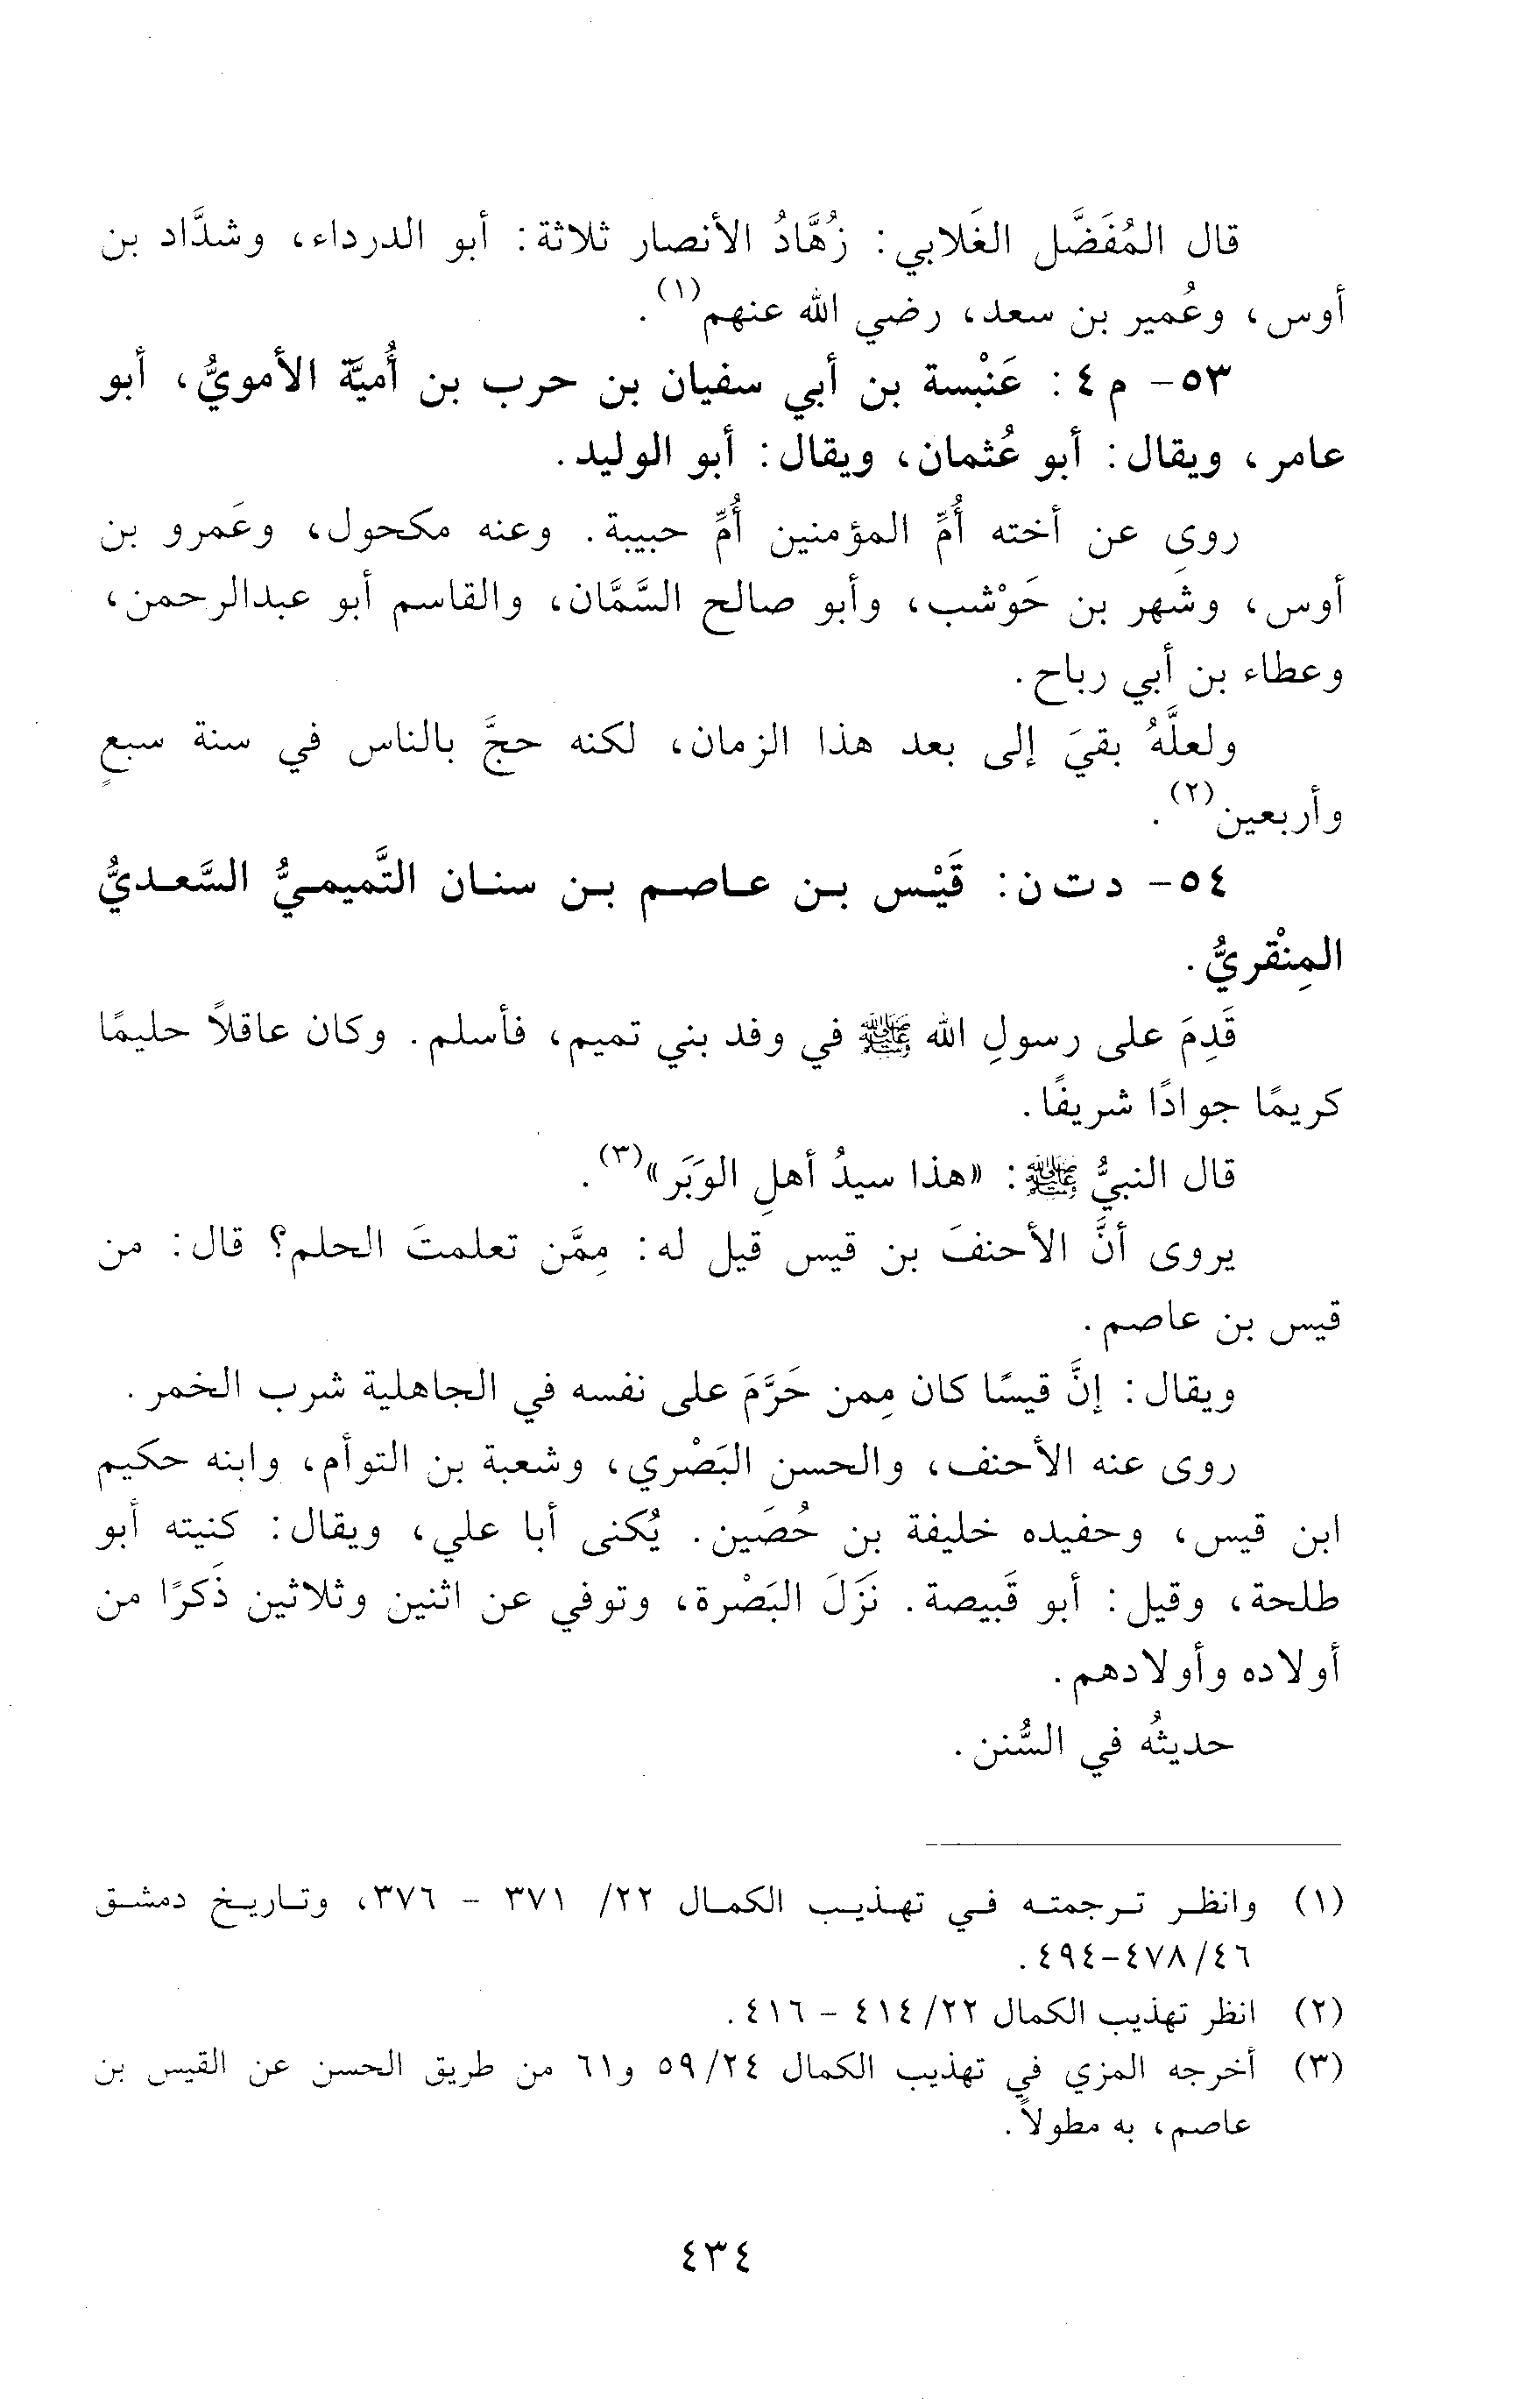 قال المُفَضَّل الغَلابي: زُهَّادُ الأنصار ثلاثة: أبو الدرداء، وشدَّاد بن
أوس، وعُمير بن سعد، رضي الله عنهم(١).
٥٣- م ٤: عَنْبسة بن أبي سفيان بن حرب بن أُميَّة الأمويُّ، أبو
عامر، ويقال: أبو عُثمان، ويقال: أبو الوليد.
روى عن أخته أُمِّ المؤمنين أُمِّ حبيبة. وعنه مكحول، وعَمرو بن
أوس، وشَهر بن حَوْشب، وأبو صالح السَّمَّان، والقاسم أبو عبدالرحمن،
وعطاء بن أبي رباح.
ولعلَّهُ بقيَ إلى بعد هذا الزمان، لكنه حجَّ بالناس في سنة سبعٍ
وأربعين(٢).
٥٤- د ت ن: قَيْس بن عاصم بن سنان التَّميميُّ السَّعديُّ
المِنْقريُّ.
قَدِمَ على رسولِ الله ﷺ في وفد بني تميم، فأسلم. وكان عاقلاً حليمًا
كريمًا جوادًا شريفًا.
قال النبيُّ ﷺ: «هذا سيدُ أهلِ الوَبَر»(٣).
يروى أنَّ الأحنفَ بن قيس قيل له: مِمَّن تعلمتَ الحلم؟ قال: من
قيس بن عاصم.
ويقال: إنَّ قيسًا كان مِمن حَرَّمَ على نفسه في الجاهلية شرب الخمر.
روى عنه الأحنف، والحسن البَصْري، وشعبة بن التوأم، وابنه حكيم
ابن قيس، وحفيده خليفة بن حُصَين. يُكنى أبا علي، ويقال: كنيته أبو
طلحة، وقيل: أبو قَبيصة. نَزَلَ البَصْرة، وتوفي عن اثنين وثلاثين ذَكرًا من
أولاده وأولادهم.
حديثُه في السُّنن.
(١) وانظر ترجمته في تهذيب الكمال ٢٢/ ٣٧١ - ٣٧٦، وتاريخ دمشق
٤٦/ ٤٧٨-٤٩٤.
(٢) انظر تهذيب الكمال ٢٢/ ٤١٤ - ٤١٦.
(٣) أخرجه المزي في تهذيب الكمال ٢٤/ ٥٩ و٦١ من طريق الحسن عن القيس بن
عاصم، به مطولاً.
٤٣٤